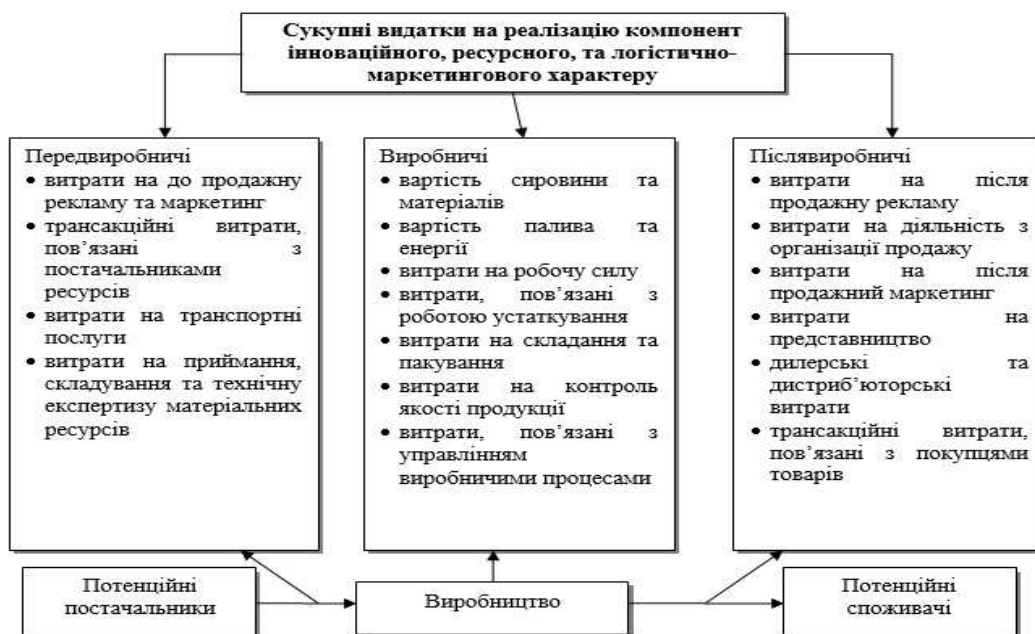 Сукупні видатки на реалізацію компонент
інноваційного, ресурсного, та логістично-
маркетингового характеру
Передвиробничі
• витрати на до продажну
рекламу та маркетинг
• трансакційні витрати,
пов’язані з
постачальниками
ресурсів
• витрати на транспортні
послуги
• витрати на приймання,
складування та технічну
експертизу матеріальних
ресурсів
Виробничі
• вартість сировини та
матеріалів
• вартість палива та
енергії
• витрати на робочу силу
• витрати, пов’язані з
роботою устаткування
• витрати на складання та
пакування
• витрати на контроль
якості продукції
• витрати, пов’язані з
управлінням
виробничими процесами
Післявиробничі
• витрати на після
продажну рекламу
• витрати на діяльність з
організації продажу
• витрати на після
продажний маркетинг
• витрати на
представництво
• дилерські та
дистриб’юторські
витрати
• трансакційні витрати,
пов’язані з покупцями
товарів
Потенційні
постачальники
Виробництво
Потенційні
споживачі